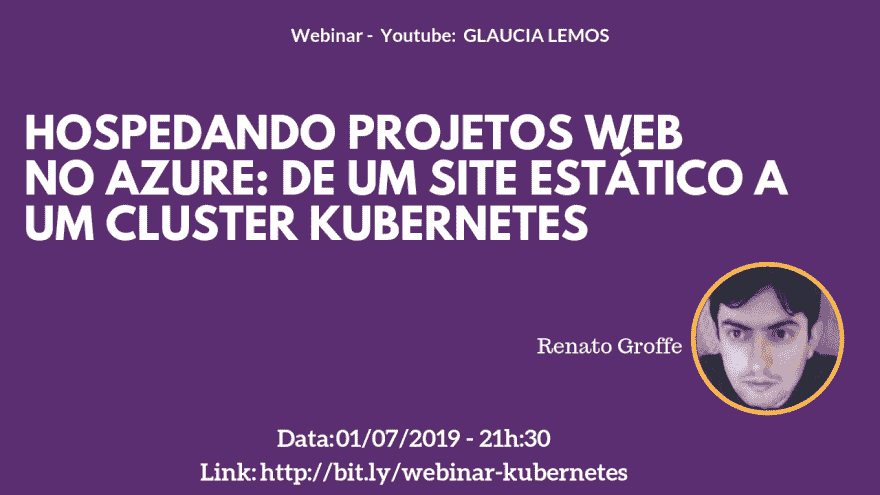 Webinar - Youtube: GLAUCIA LEMOS
HOSPEDANDO PROJETOS WEB
NO AZURE: DE UM SITE ESTÁTICO A
UM CLUSTER KUBERNETES
Renato Groffe
Data:01/07/2019 - 21h:30
Link: http://bit.ly/webinar-kubernetes